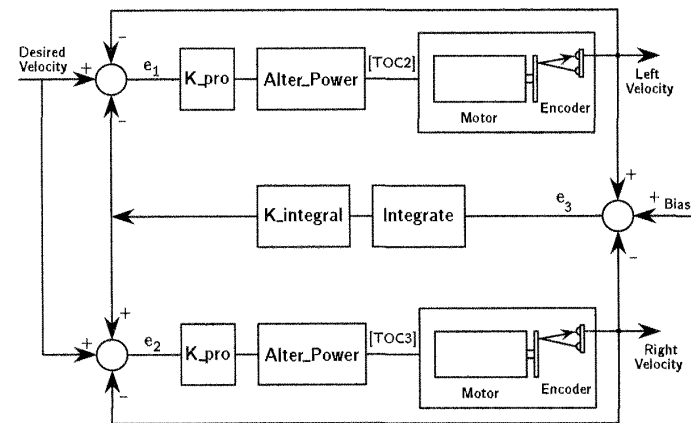 Desired
Velocity
+
−
e1
K_pro
Alter_Power
[TOC2]
Motor
Encoder
Left
Velocity
−
K_integral
Integrate
e3
+
+ Bias
−
+
+
e2
K_pro
Alter_Power
[TOC3]
Motor
Encoder
Right
Velocity
−